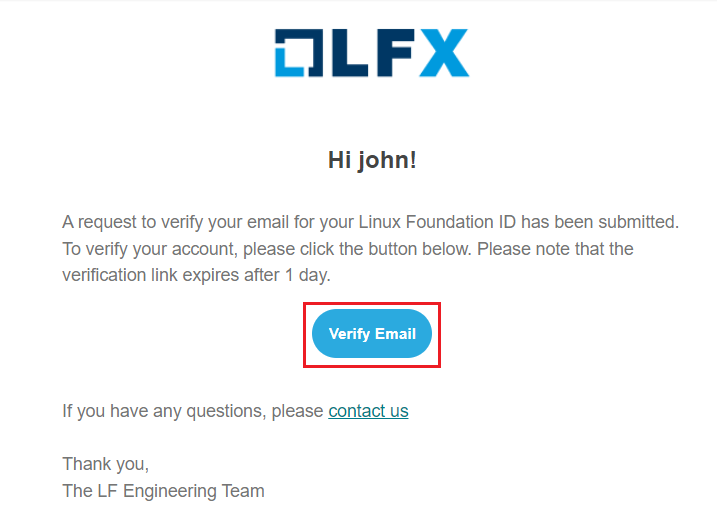 LFX
Hi john!
A request to verify your email for your Linux Foundation ID has been submitted.
To verify your account, please click the button below. Please note that the
verification link expires after 1 day.
Verify Email
If you have any questions, please contact us
Thank you,
The LF Engineering Team